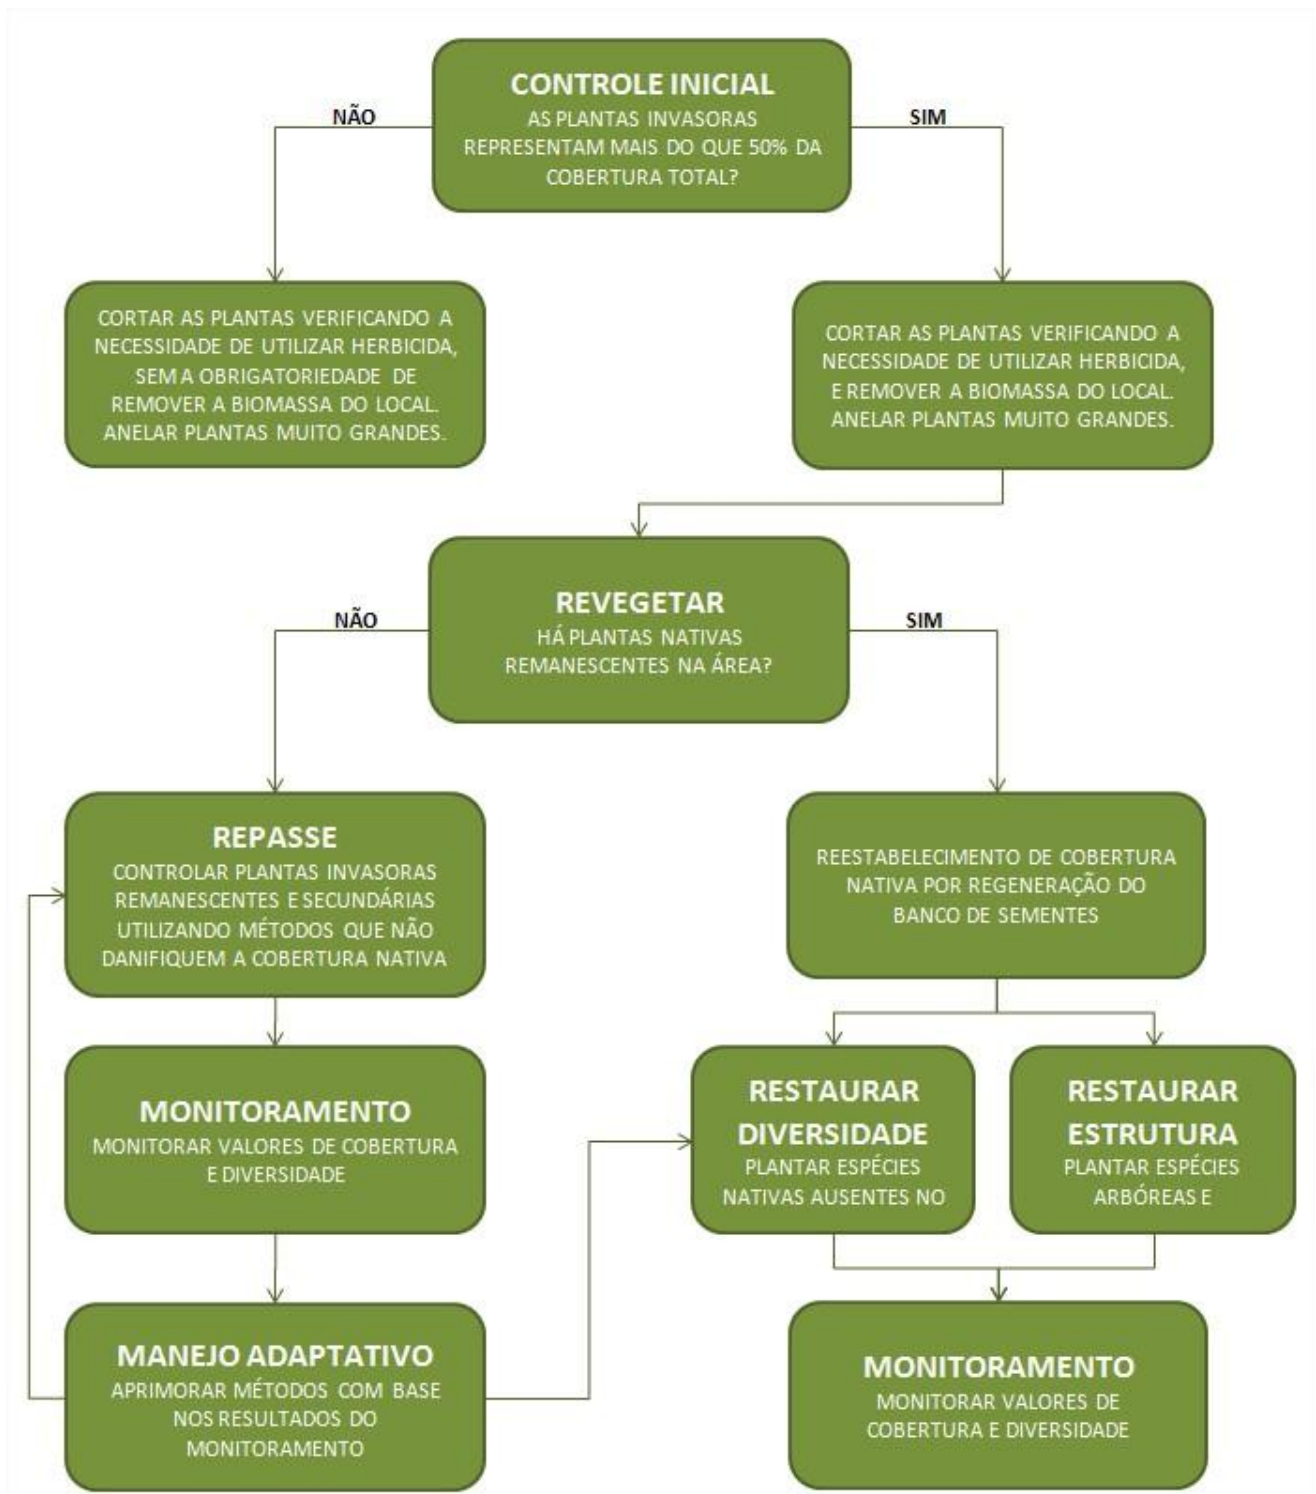 CONTROLE INICIAL
AS PLANTAS INVASORAS
REPRESENTAM MAIS DO QUE 50% DA
COBERTURA TOTAL?
NÃO
SIM
CORTAR AS PLANTAS VERIFICANDO A
NECESSIDADE DE UTILIZAR HERBICIDA,
SEM A OBRIGATORIEDADE DE
REMOVER A BIOMASSA DO LOCAL.
ANELAR PLANTAS MUITO GRANDES.
CORTAR AS PLANTAS VERIFICANDO A
NECESSIDADE DE UTILIZAR HERBICIDA,
E REMOVER A BIOMASSA DO LOCAL.
ANELAR PLANTAS MUITO GRANDES.
REVEGETAR
HÁ PLANTAS NATIVAS
REMANESCENTES NA ÁREA?
NÃO
SIM
REPASSE
CONTROLAR PLANTAS INVASORAS
REMANESCENTES E SECUNDÁRIAS
UTILIZANDO MÉTODOS QUE NÃO
DANIFIQUEM A COBERTURA NATIVA
REESTABELECIMENTO DE COBERTURA
NATIVA POR REGENERAÇÃO DO
BANCO DE SEMENTES
MONITORAMENTO
MONITORAR VALORES DE COBERTURA
E DIVERSIDADE
RESTAURAR
DIVERSIDADE
PLANTAR ESPÉCIES
NATIVAS AUSENTES NO
RESTAURAR
ESTRUTURA
PLANTAR ESPÉCIES
ARBÓREAS E
MANEJO ADAPTATIVO
APRIMORAR MÉTODOS COM BASE
NOS RESULTADOS DO
MONITORAMENTO
MONITORAMENTO
MONITORAR VALORES DE
COBERTURA E DIVERSIDADE